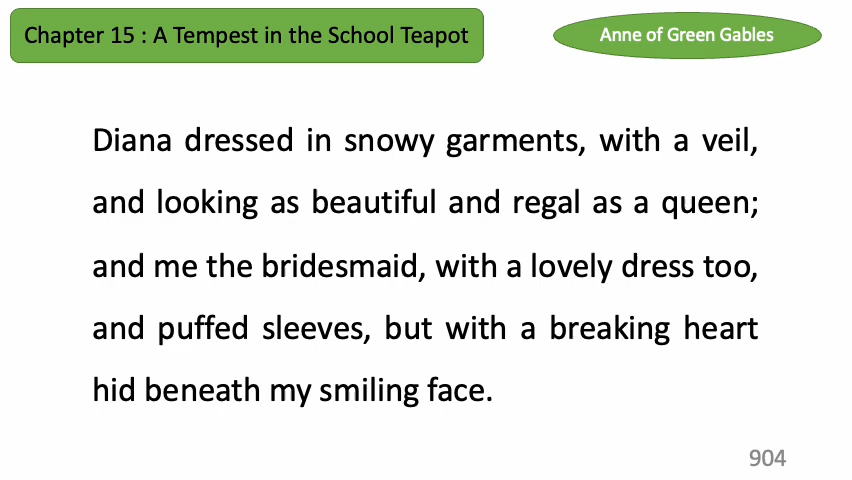 Chapter 15 : A Tempest in the School Teapot
Anne of Green Gables
Diana dressed in snowy garments, with a veil,
and looking as beautiful and regal as a queen;
and me the bridesmaid, with a lovely dress too,
and puffed sleeves, but with a breaking heart
hid beneath my smiling face.
904